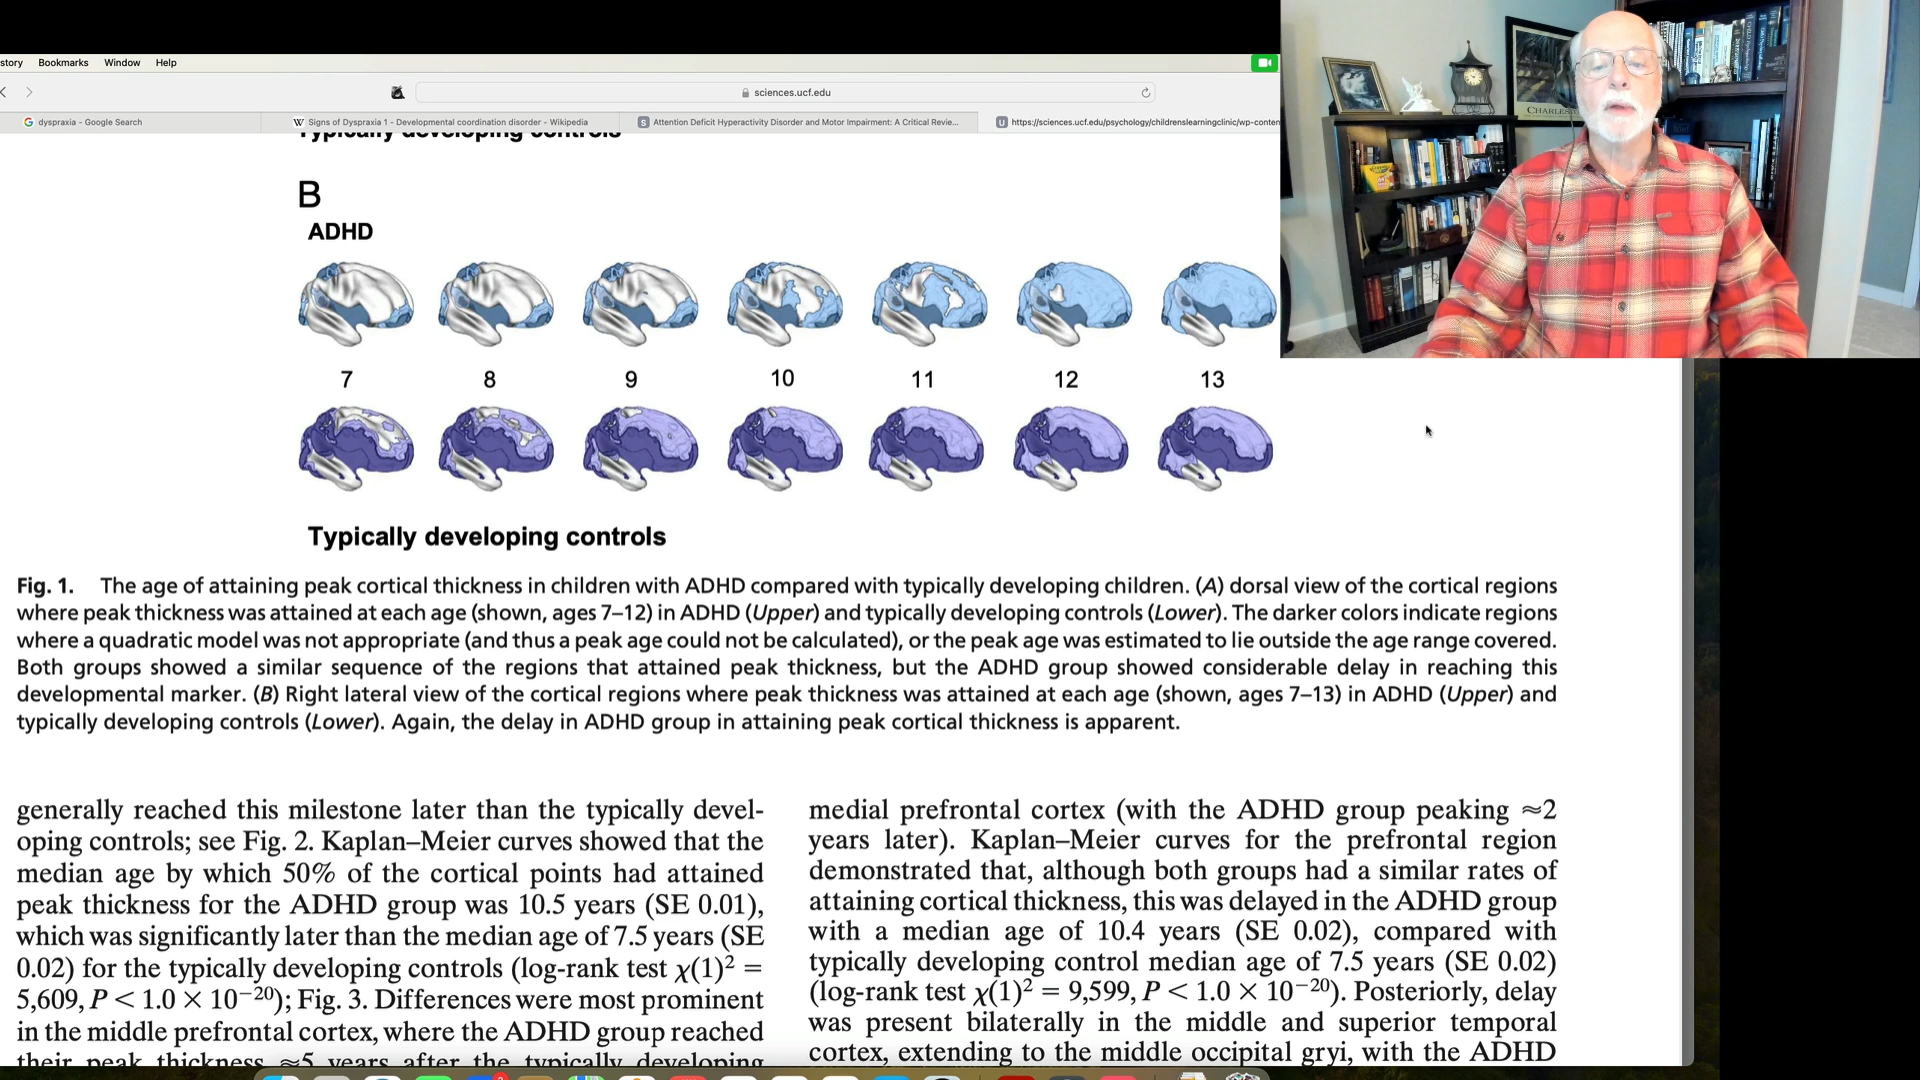 story Bookmarks Window Help
sciences.ucf.edu
dyspraxia - Google Search
Signs of Dyspraxia 1 - Developmental coordination disorder - Wikipedia
Attention Deficit Hyperactivity Disorder and Motor Impairment: A Critical Revie...
https://sciences.ucf.edu/psychology/childrenslearningclinic/wp-conten
Typically developing controls
B
ADHD
7 8 9 10 11 12 13
Typically developing controls
Fig. 1. The age of attaining peak cortical thickness in children with ADHD compared with typically developing children. (A) dorsal view of the cortical regions
where peak thickness was attained at each age (shown, ages 7–12) in ADHD (Upper) and typically developing controls (Lower). The darker colors indicate regions
where a quadratic model was not appropriate (and thus a peak age could not be calculated), or the peak age was estimated to lie outside the age range covered.
Both groups showed a similar sequence of the regions that attained peak thickness, but the ADHD group showed considerable delay in reaching this
developmental marker. (B) Right lateral view of the cortical regions where peak thickness was attained at each age (shown, ages 7–13) in ADHD (Upper) and
typically developing controls (Lower). Again, the delay in ADHD group in attaining peak cortical thickness is apparent.
generally reached this milestone later than the typically devel-
oping controls; see Fig. 2. Kaplan–Meier curves showed that the
median age by which 50% of the cortical points had attained
peak thickness for the ADHD group was 10.5 years (SE 0.01),
which was significantly later than the median age of 7.5 years (SE
0.02) for the typically developing controls (log-rank test χ(1)² =
5,609, P < 1.0 × 10⁻²⁰); Fig. 3. Differences were most prominent
in the middle prefrontal cortex, where the ADHD group reached
their peak thickness ≈5 years after the typically developing
medial prefrontal cortex (with the ADHD group peaking ≈2
years later). Kaplan–Meier curves for the prefrontal region
demonstrated that, although both groups had a similar rates of
attaining cortical thickness, this was delayed in the ADHD group
with a median age of 10.4 years (SE 0.02), compared with
typically developing control median age of 7.5 years (SE 0.02)
(log-rank test χ(1)² = 9,599, P < 1.0 × 10⁻²⁰). Posteriorly, delay
was present bilaterally in the middle and superior temporal
cortex, extending to the middle occipital gryi, with the ADHD
CHARLES